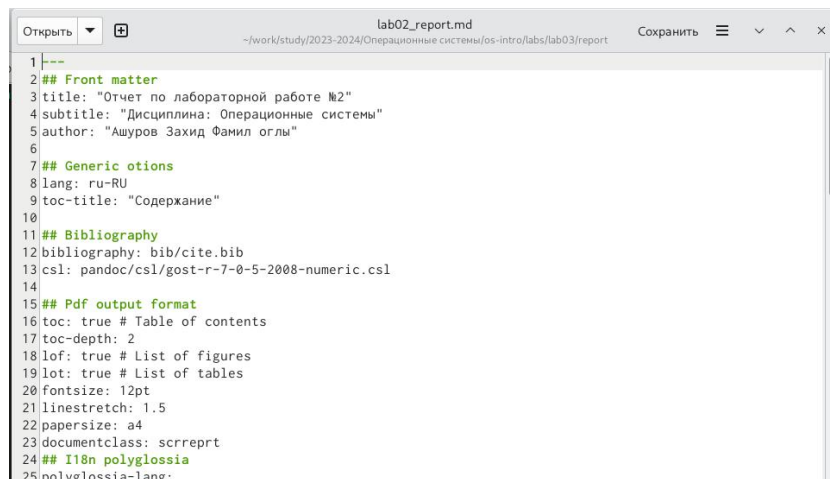 Открыть
lab02_report.md
~/work/study/2023-2024/Операционные системы/os-intro/labs/lab03/report
Сохранить
1 ---
2 ## Front matter
3 title: "Отчет по лабораторной работе №2"
4 subtitle: "Дисциплина: Операционные системы"
5 author: "Ашуров Захид Фамил оглы"
6
7 ## Generic otions
8 lang: ru-RU
9 toc-title: "Содержание"
10
11 ## Bibliography
12 bibliography: bib/cite.bib
13 csl: pandoc/csl/gost-r-7-0-5-2008-numeric.csl
14
15 ## Pdf output format
16 toc: true # Table of contents
17 toc-depth: 2
18 lof: true # List of figures
19 lot: true # List of tables
20 fontsize: 12pt
21 linestretch: 1.5
22 papersize: a4
23 documentclass: scrreprt
24 ## I18n polyglossia
25 polyglossia-lang: